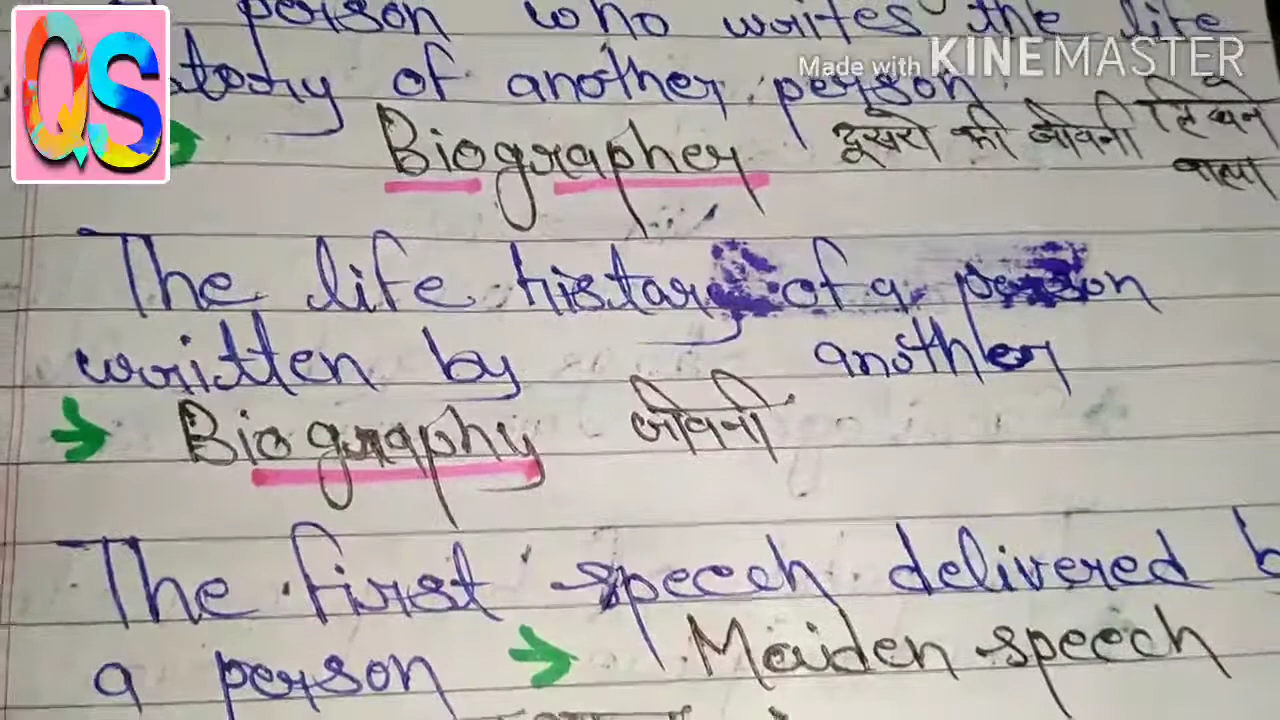 person who writes the life
story of another person
Made with KINEMASTER
QS
Biographer दूसरो की जीवनी लिखने
वाला
The life history of a person
written by another
→ Biography जीवनी
The first speech delivered b
a person → Meiden speech